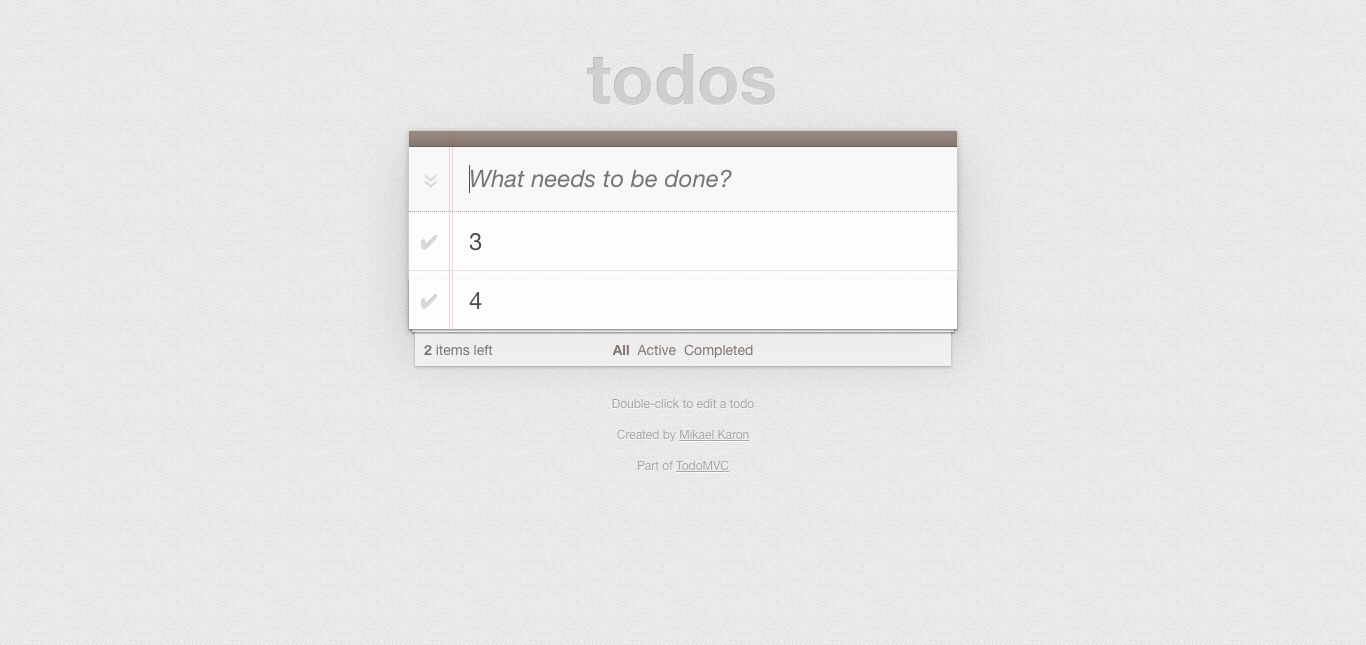 todos
What needs to be done?
3
4
2 items left All Active Completed
Double-click to edit a todo
Created by Mikael Karon
Part of TodoMVC